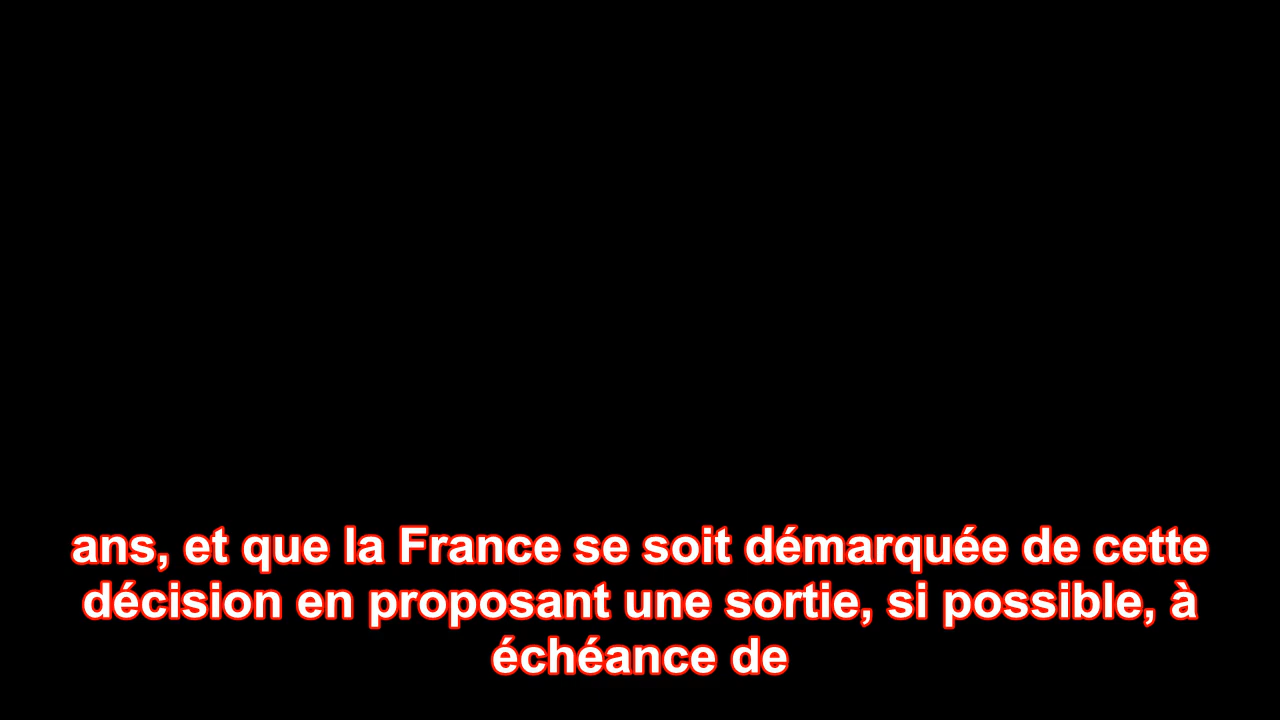 ans, et que la France se soit démarquée de cette
décision en proposant une sortie, si possible, à
échéance de